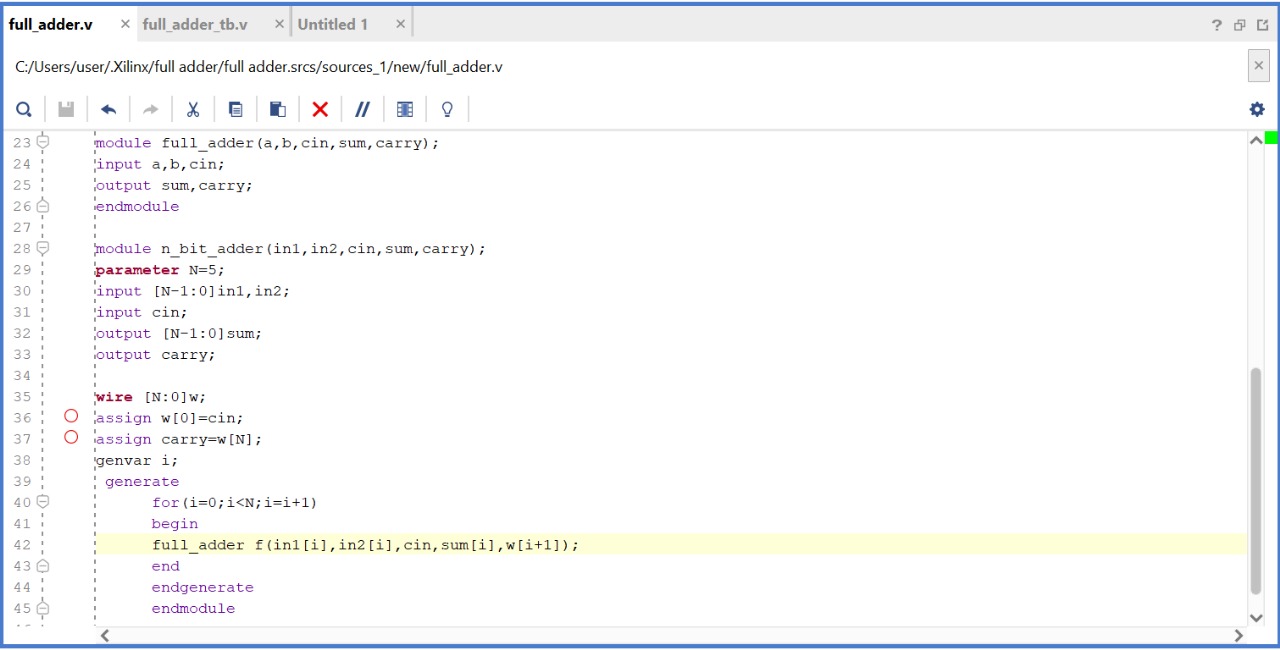 full_adder.v × full_adder_tb.v × Untitled 1 × ?
C:/Users/user/.Xilinx/full adder/full adder.srcs/sources_1/new/full_adder.v ×
23 module full_adder(a,b,cin,sum,carry);
24 input a,b,cin;
25 output sum,carry;
26 endmodule
27
28 module n_bit_adder(in1,in2,cin,sum,carry);
29 parameter N=5;
30 input [N-1:0]in1,in2;
31 input cin;
32 output [N-1:0]sum;
33 output carry;
34
35 wire [N:0]w;
36 assign w[0]=cin;
37 assign carry=w[N];
38 genvar i;
39 generate
40 for(i=0;i<N;i=i+1)
41 begin
42 full_adder f(in1[i],in2[i],cin,sum[i],w[i+1]);
43 end
44 endgenerate
45 endmodule